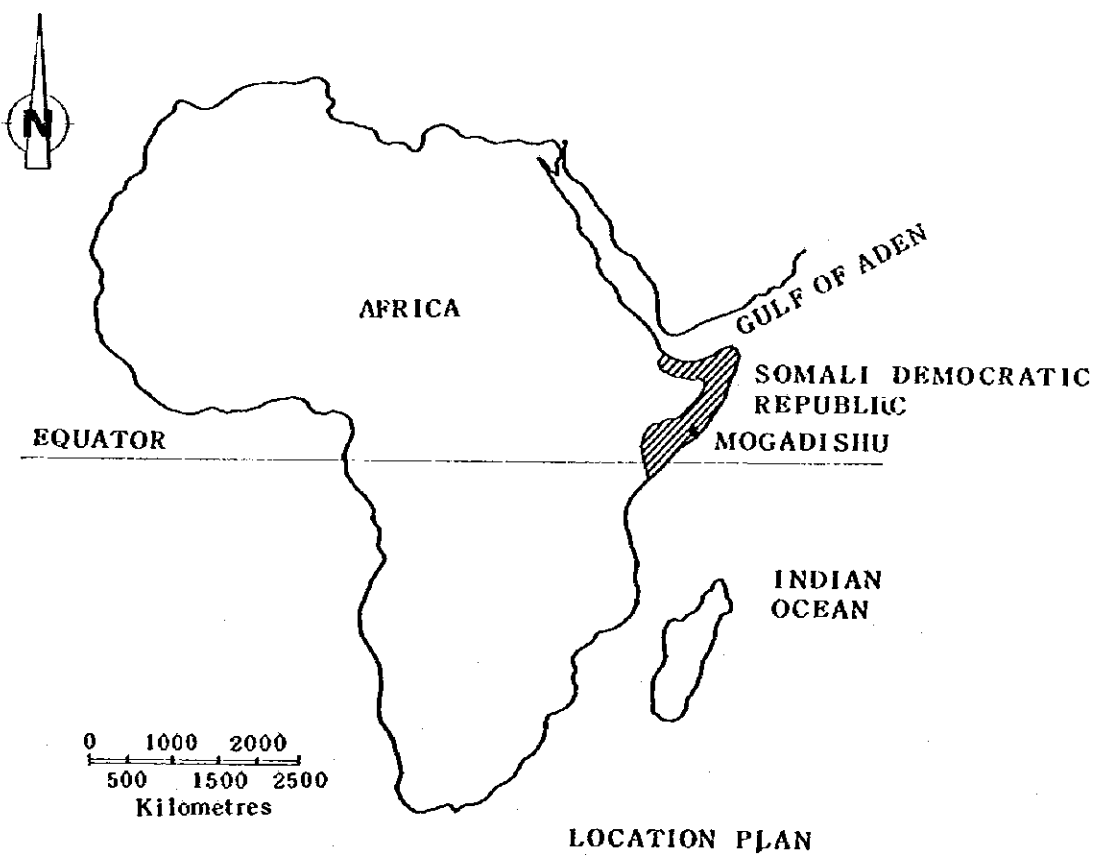 N
AFRICA
GULF OF ADEN
SOMALI DEMOCRATIC
REPUBLIC
EQUATOR
MOGADISHU
INDIAN
OCEAN
0 1000 2000
500 1500 2500
Kilometres
LOCATION PLAN